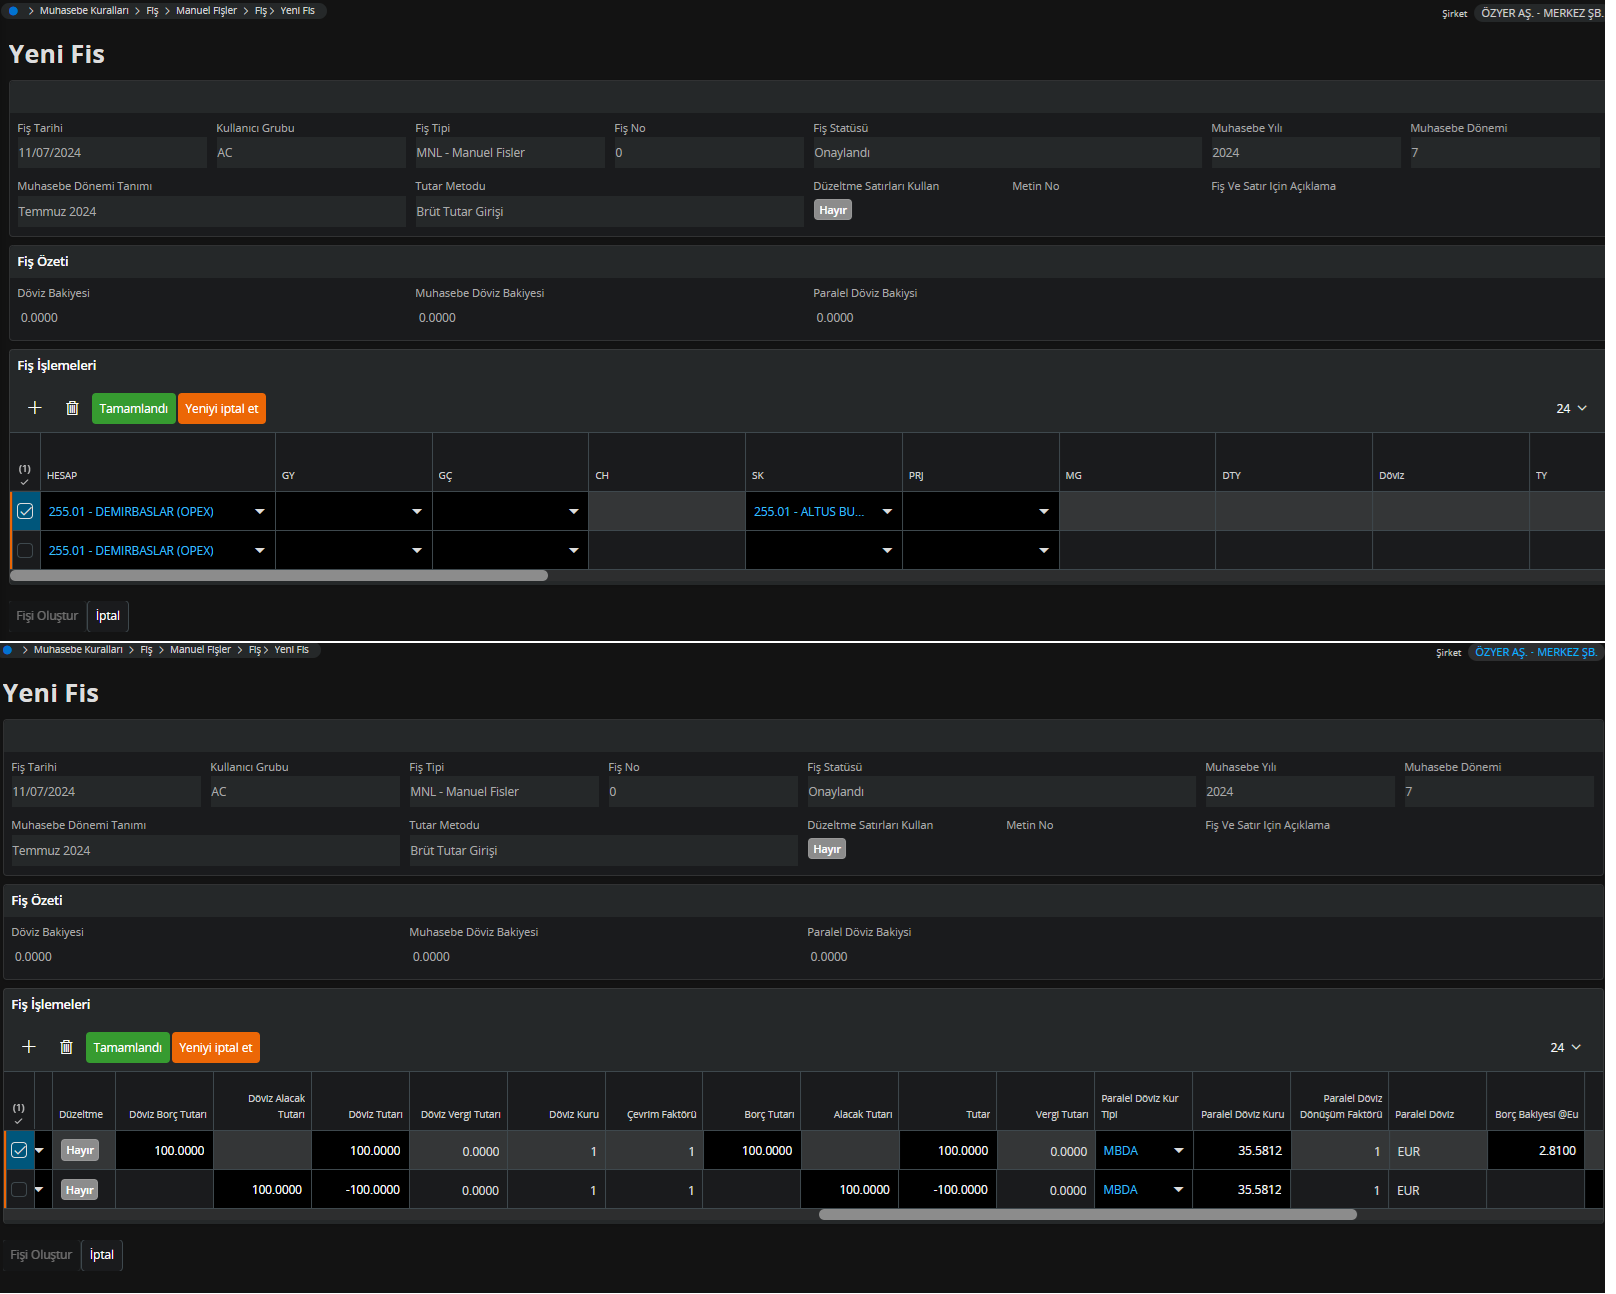 Muhasebe Kuralları > Fiş > Manuel Fişler > Fiş > Yeni Fis
Şirket ÖZYER AŞ. - MERKEZ ŞB.
Yeni Fis
Fiş Tarihi Kullanıcı Grubu Fiş Tipi Fiş No Fiş Statüsü Muhasebe Yılı Muhasebe Dönemi
11/07/2024 AC MNL - Manuel Fisler 0 Onaylandı 2024 7
Muhasebe Dönemi Tanımı Tutar Metodu Düzeltme Satırları Kullan Metin No Fiş Ve Satır Için Açıklama
Temmuz 2024 Brüt Tutar Girişi Hayır
Fiş Özeti
Döviz Bakiyesi Muhasebe Döviz Bakiyesi Paralel Döviz Bakiysi
0.0000 0.0000 0.0000
Fiş İşlemeleri
Tamamlandı Yeniyi iptal et 24
(1) HESAP GY GÇ CH SK PRJ MG DTY Döviz TY
255.01 - DEMIRBASLAR (OPEX) 255.01 - ALTUS BU...
255.01 - DEMIRBASLAR (OPEX)
Fişi Oluştur İptal
Muhasebe Kuralları > Fiş > Manuel Fişler > Fiş > Yeni Fis
Şirket ÖZYER AŞ. - MERKEZ ŞB.
Yeni Fis
Fiş Tarihi Kullanıcı Grubu Fiş Tipi Fiş No Fiş Statüsü Muhasebe Yılı Muhasebe Dönemi
11/07/2024 AC MNL - Manuel Fisler 0 Onaylandı 2024 7
Muhasebe Dönemi Tanımı Tutar Metodu Düzeltme Satırları Kullan Metin No Fiş Ve Satır Için Açıklama
Temmuz 2024 Brüt Tutar Girişi Hayır
Fiş Özeti
Döviz Bakiyesi Muhasebe Döviz Bakiyesi Paralel Döviz Bakiysi
0.0000 0.0000 0.0000
Fiş İşlemeleri
Tamamlandı Yeniyi iptal et 24
(1) Düzeltme Döviz Borç Tutarı Döviz Alacak Tutarı Döviz Tutarı Döviz Vergi Tutarı Döviz Kuru Çevrim Faktörü Borç Tutarı Alacak Tutarı Tutar Vergi Tutarı Paralel Döviz Kur Tipi Paralel Döviz Kuru Paralel Döviz Dönüşüm Faktörü Paralel Döviz Borç Bakiyesi @Eu
Hayır 100.0000 100.0000 0.0000 1 1 100.0000 100.0000 0.0000 MBDA 35.5812 1 EUR 2.8100
Hayır 100.0000 -100.0000 0.0000 1 1 100.0000 -100.0000 0.0000 MBDA 35.5812 1 EUR
Fişi Oluştur İptal